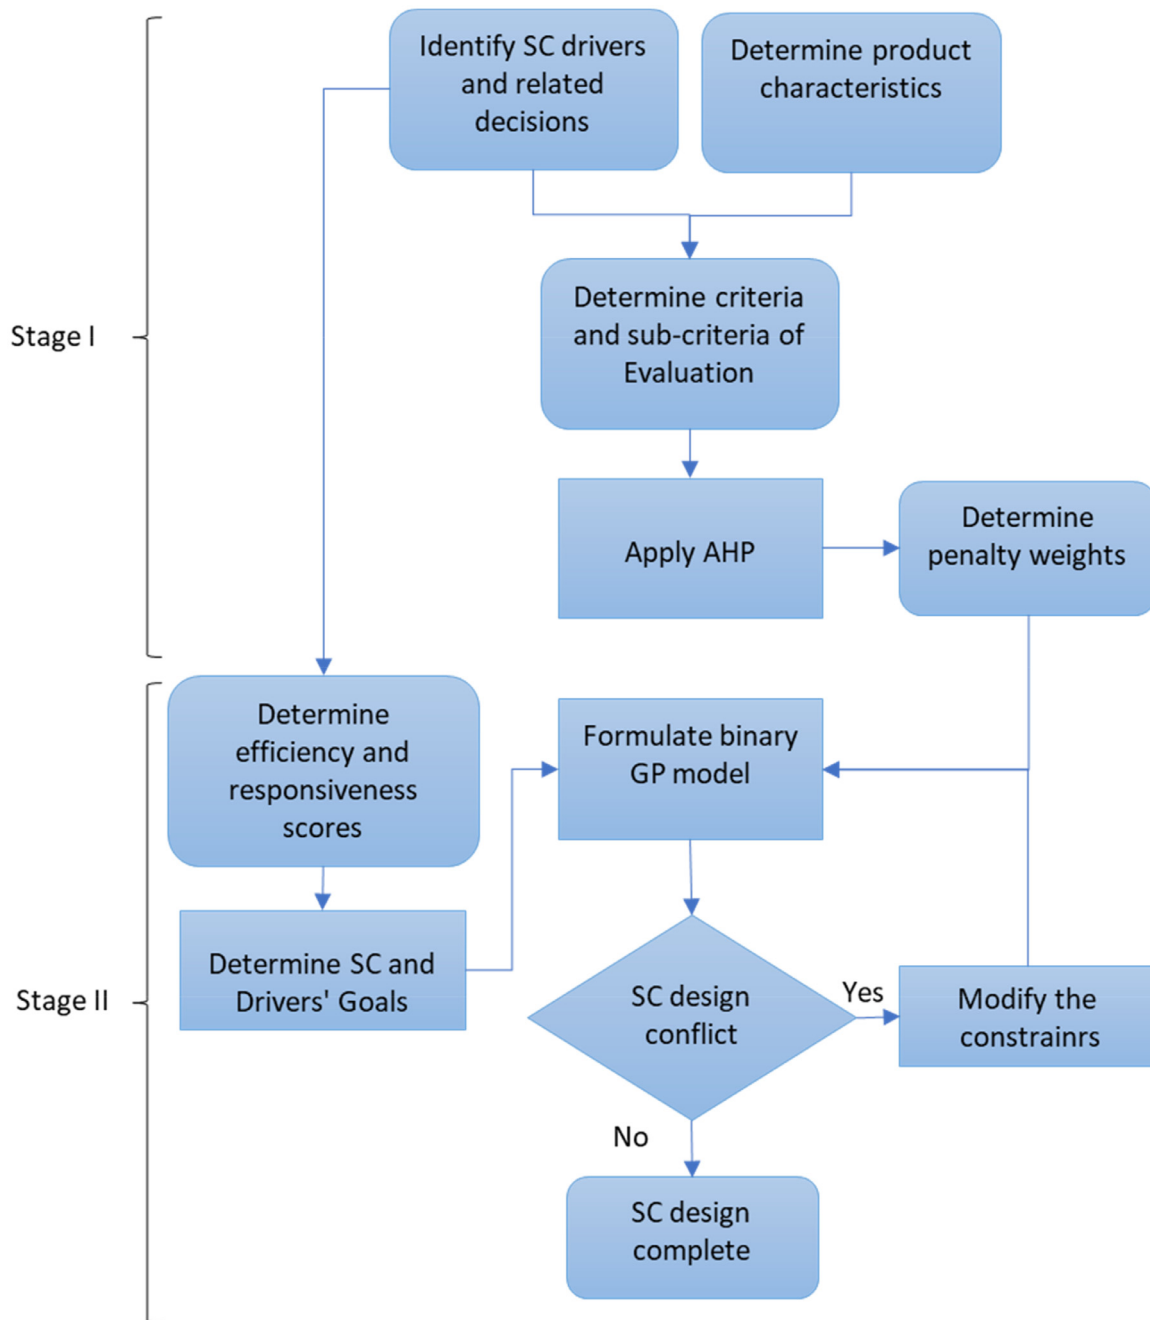 Identify SC drivers
and related
decisions
Determine product
characteristics
Stage I
Determine criteria
and sub-criteria of
Evaluation
Apply AHP
Determine
penalty weights
Determine
efficiency and
responsiveness
scores
Formulate binary
GP model
Stage II
Determine SC and
Drivers' Goals
SC design
conflict
Yes
Modify the
constrainrs
No
SC design
complete